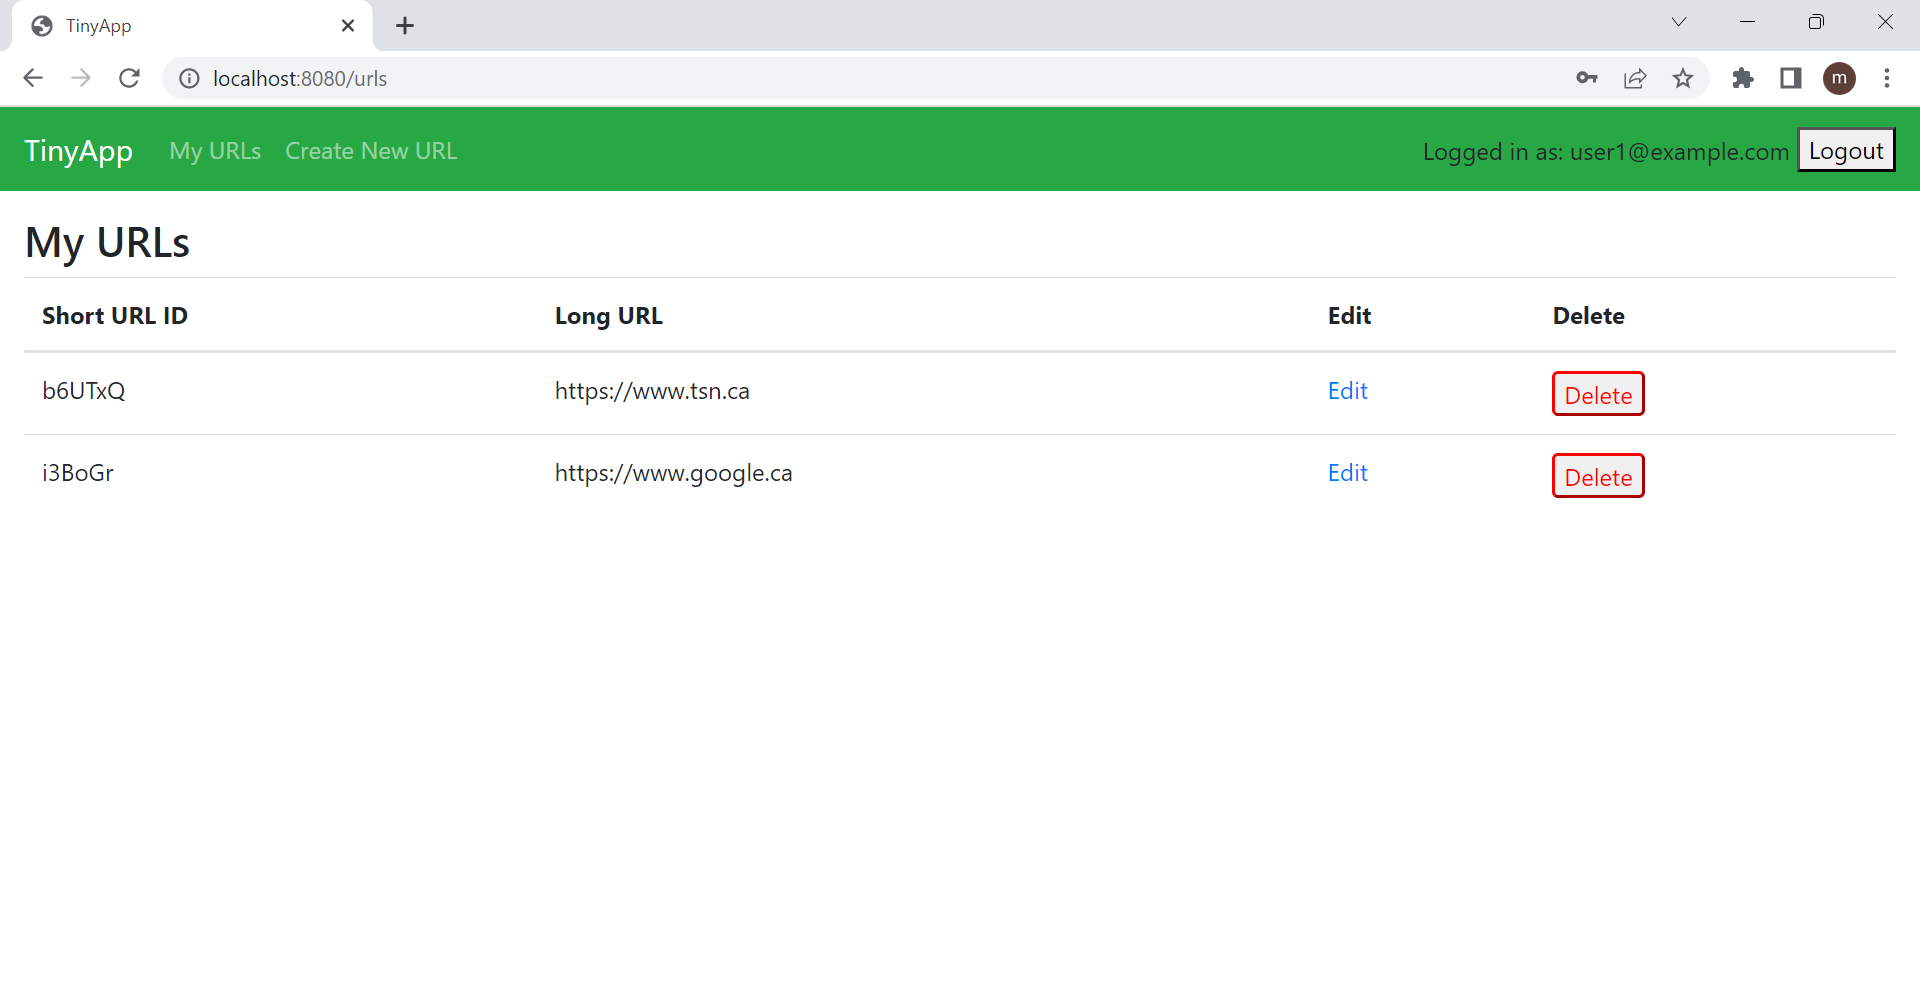 TinyApp
localhost:8080/urls
m
TinyApp My URLs Create New URL Logged in as: user1@example.com Logout
My URLs
Short URL ID Long URL Edit Delete
b6UTxQ https://www.tsn.ca Edit Delete
i3BoGr https://www.google.ca Edit Delete